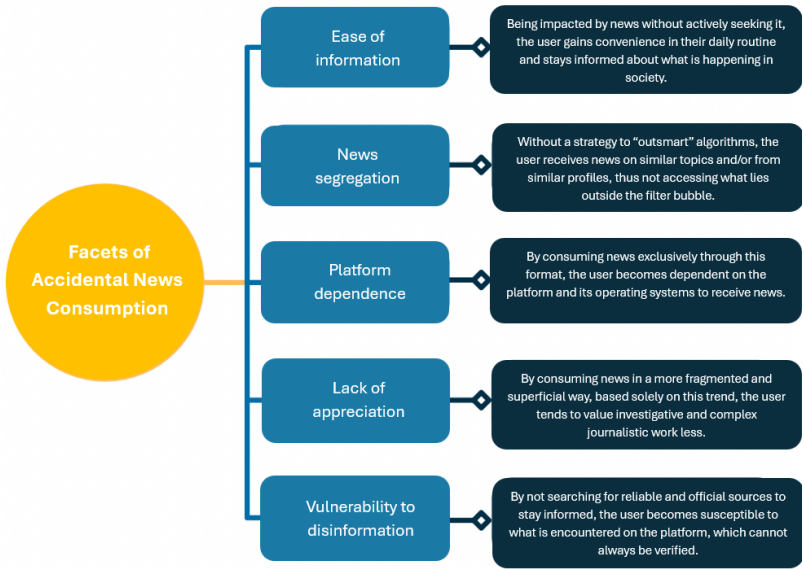 Facets of
Accidental News
Consumption
Ease of
information
Being impacted by news without actively seeking it,
the user gains convenience in their daily routine
and stays informed about what is happening in
society.
News
segregation
Without a strategy to “outsmart” algorithms, the
user receives news on similar topics and/or from
similar profiles, thus not accessing what lies
outside the filter bubble.
Platform
dependence
By consuming news exclusively through this
format, the user becomes dependent on the
platform and its operating systems to receive news.
Lack of
appreciation
By consuming news in a more fragmented and
superficial way, based solely on this trend, the user
tends to value investigative and complex
journalistic work less.
Vulnerability to
disinformation
By not searching for reliable and official sources to
stay informed, the user becomes susceptible to
what is encountered on the platform, which cannot
always be verified.